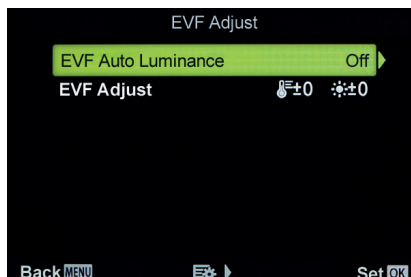 EVF Adjust
EVF Auto Luminance Off
EVF Adjust ±0 ±0
Back MENU Set OK